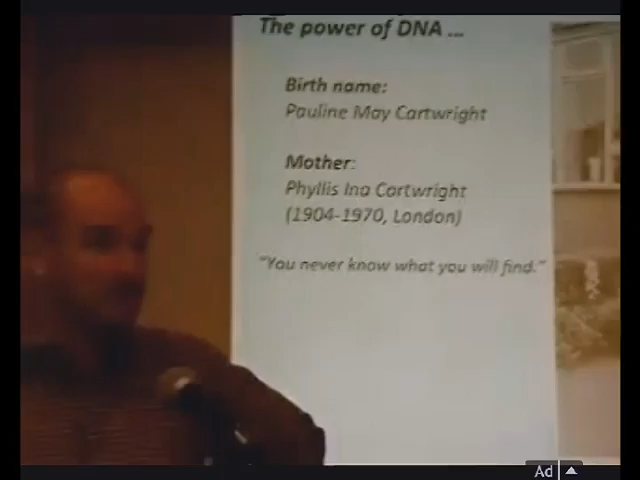 The power of DNA ...
Birth name:
Pauline May Cartwright
Mother:
Phyllis Ina Cartwright
(1904-1970, London)
"You never know what you will find."
Ad